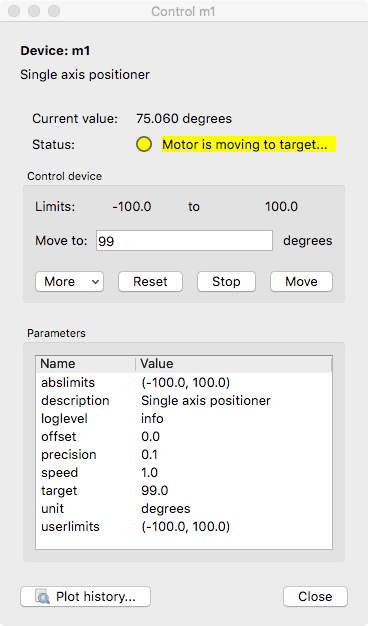 Control m1
Device: m1
Single axis positioner
Current value: 75.060 degrees
Status: Motor is moving to target...
Control device
Limits: -100.0 to 100.0
Move to: 99 degrees
More Reset Stop Move
Parameters
Name Value
abslimits (-100.0, 100.0)
description Single axis positioner
loglevel info
offset 0.0
precision 0.1
speed 1.0
target 99.0
unit degrees
userlimits (-100.0, 100.0)
Plot history... Close